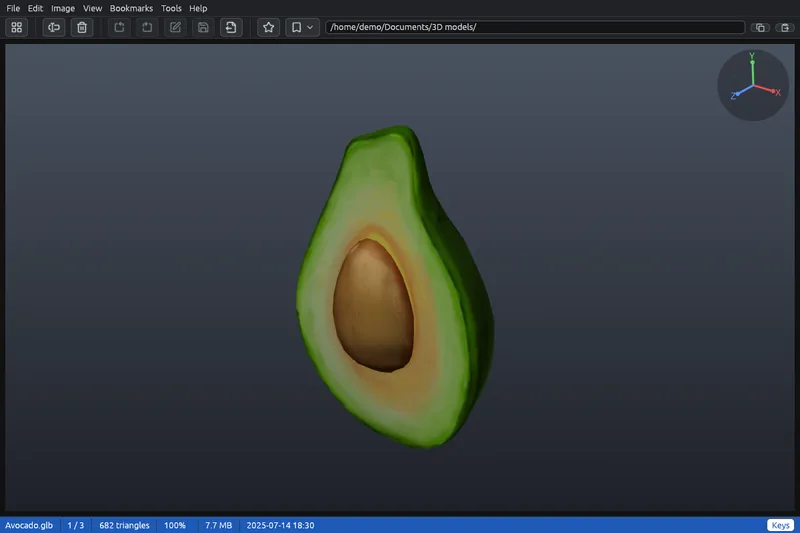 File Edit Image View Bookmarks Tools Help
/home/demo/Documents/3D models/
Y
X
Z
Avocado.glb 1 / 3 682 triangles 100% 7.7 MB 2025-07-14 18:30 Keys